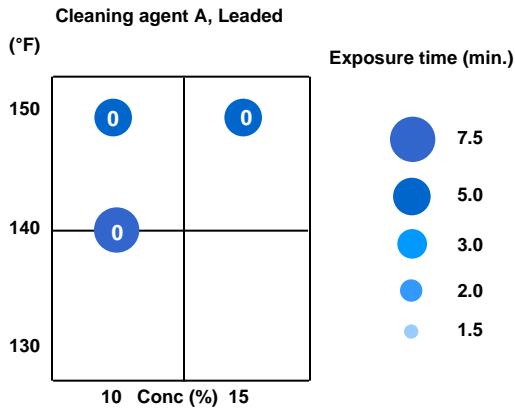 Cleaning agent A, Leaded
(°F)
Exposure time (min.)
150
0 0
7.5
5.0
140
0
3.0
2.0
1.5
130
10 Conc (%) 15